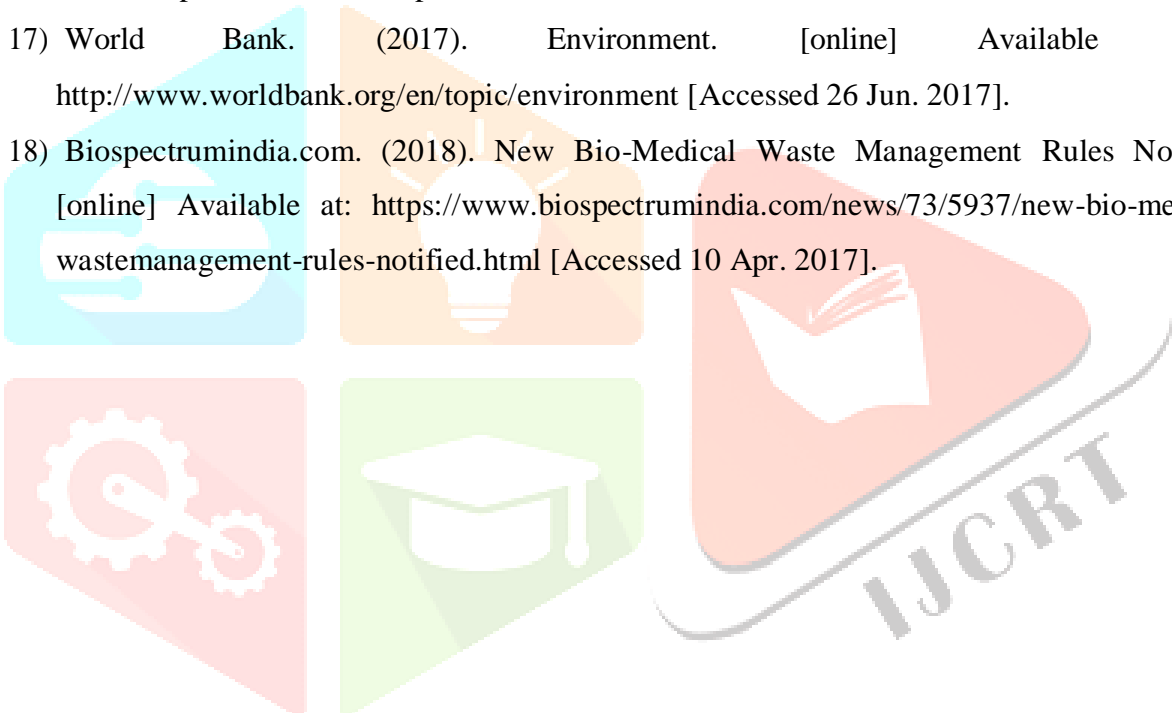 17) World Bank. (2017). Environment. [online] Available
http://www.worldbank.org/en/topic/environment [Accessed 26 Jun. 2017].
18) Biospectrumindia.com. (2018). New Bio-Medical Waste Management Rules No
[online] Available at: https://www.biospectrumindia.com/news/73/5937/new-bio-me
wastemanagement-rules-notified.html [Accessed 10 Apr. 2017].
IJCRT